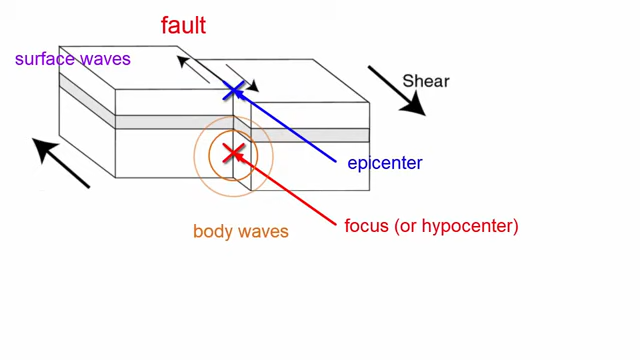 fault
surface waves
Shear
epicenter
focus (or hypocenter)
body waves